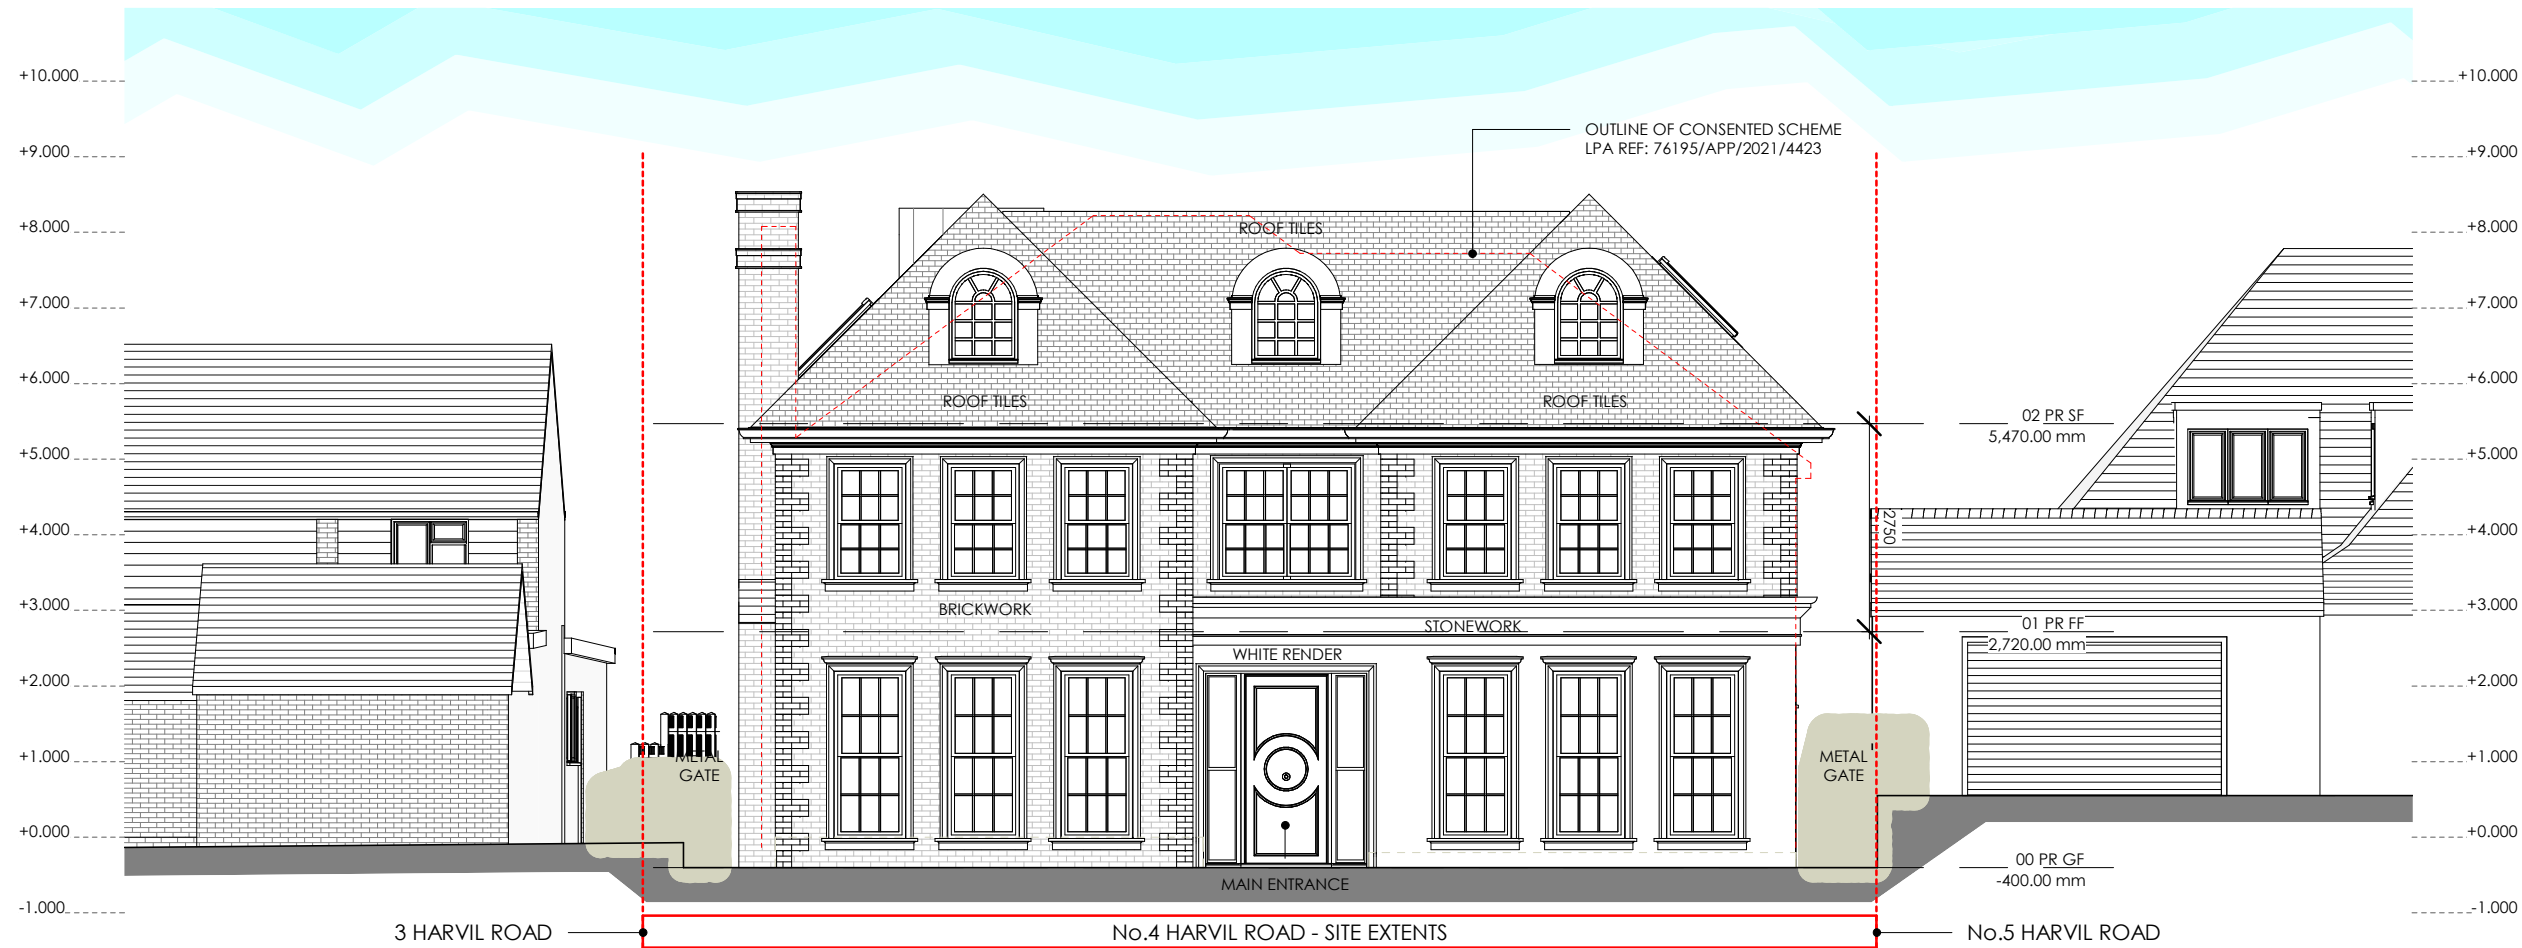 +10.000
+10.000
OUTLINE OF CONSENTED SCHEME
LPA REF: 76195/APP/2021/4423
+9.000
+9.000
+8.000
ROOF TILES
+8.000
+7.000
+7.000
+6.000
+6.000
ROOF TILES
ROOF TILES
02 PR SF
5,470.00 mm
+5.000
+5.000
+4.000
2750
+4.000
+3.000
BRICKWORK
+3.000
STONEWORK
01 PR FF
2,720.00 mm
WHITE RENDER
+2.000
+2.000
+1.000
METAL
GATE
METAL
GATE
+1.000
+0.000
+0.000
00 PR GF
-400.00 mm
MAIN ENTRANCE
-1.000
-1.000
3 HARVIL ROAD
No.4 HARVIL ROAD - SITE EXTENTS
No.5 HARVIL ROAD